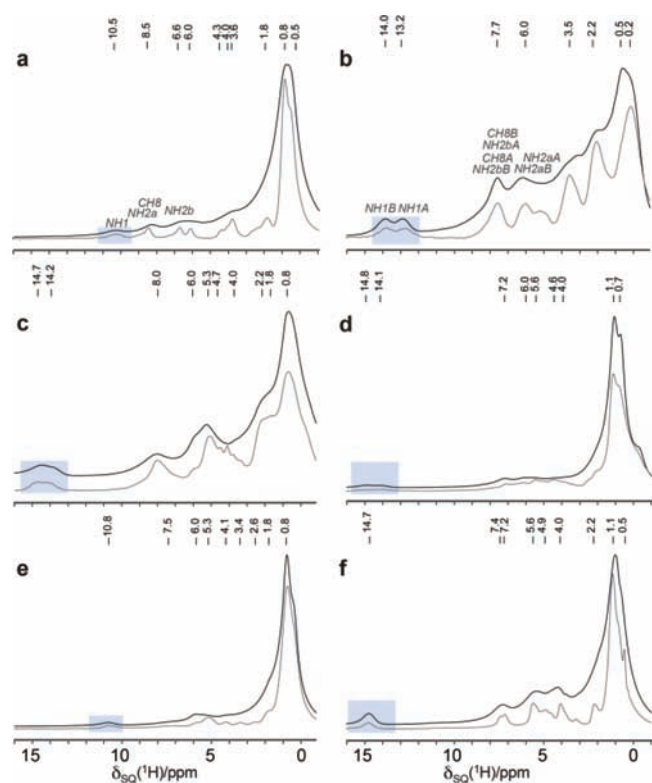 – 10.5 – 8.5 – 6.6 – 6.0 – 4.3 – 4.0 – 3.6 – 1.8 – 0.8 – 0.5
a
NH1 CH8 NH2a NH2b
– 14.0 – 13.2 – 7.7 – 6.0 – 3.5 – 2.2 – 0.5 – 0.2
b
CH8B
NH2bA
CH8A NH2aA
NH2bB NH2aB
NH1B NH1A
– 14.7 – 14.2 – 8.0 – 6.0 – 5.3 – 4.7 – 4.0 – 2.2 – 1.8 – 0.8
c
– 14.8 – 14.1 – 7.2 – 6.0 – 5.6 – 4.6 – 4.0 – 1.1 – 0.7
d
– 10.8 – 7.5 – 6.0 – 5.3 – 4.1 – 3.4 – 2.6 – 1.8 – 0.8
e
– 14.7 – 7.4 – 7.2 – 5.6 – 4.9 – 4.0 – 2.2 – 1.1 – 0.5
f
15 10 5 0
δSQ(¹H)/ppm
15 10 5 0
δSQ(¹H)/ppm